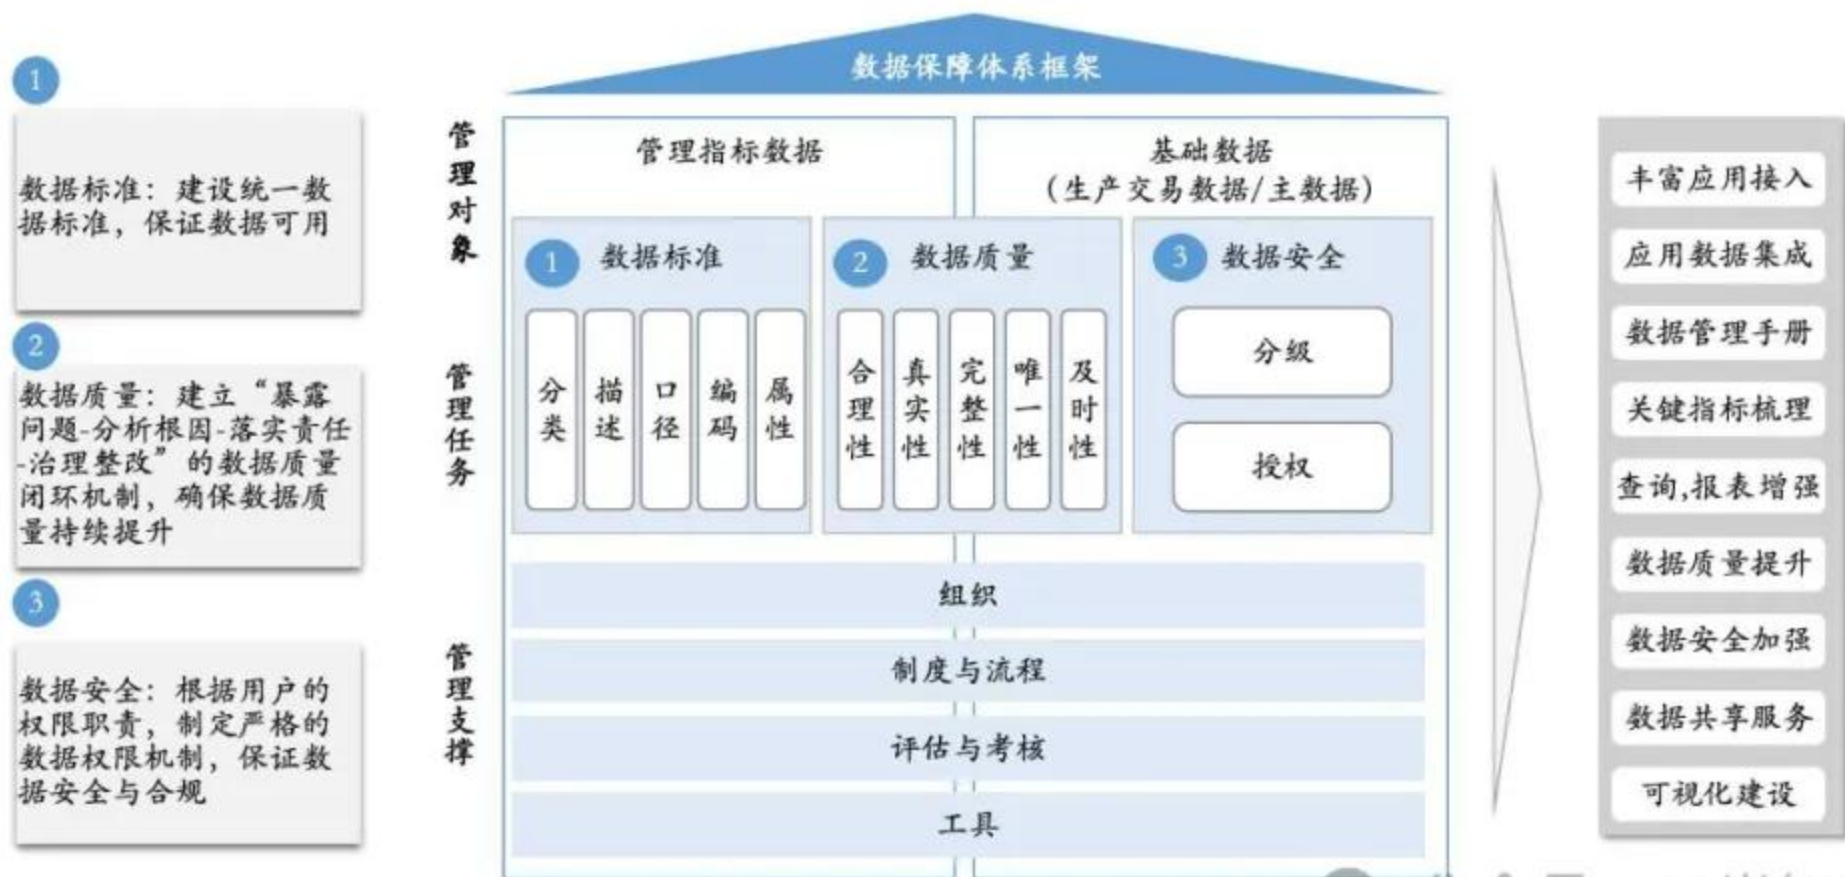 数据保障体系框架
1
数据标准：建设统一数
据标准，保证数据可用
2
数据质量：建立“暴露
问题-分析根因-落实责任
-治理整改”的数据质量
闭环机制，确保数据质
量持续提升
3
数据安全：根据用户的
权限职责，制定严格的
数据权限机制，保证数
据安全与合规
管理对象
管理指标数据
基础数据
（生产交易数据/主数据）
管理任务
1 数据标准
分类
描述
口径
编码
属性
2 数据质量
合理性
真实性
完整性
唯一性
及时性
3 数据安全
分级
授权
管理支撑
组织
制度与流程
评估与考核
工具
丰富应用接入
应用数据集成
数据管理手册
关键指标梳理
查询,报表增强
数据质量提升
数据安全加强
数据共享服务
可视化建设